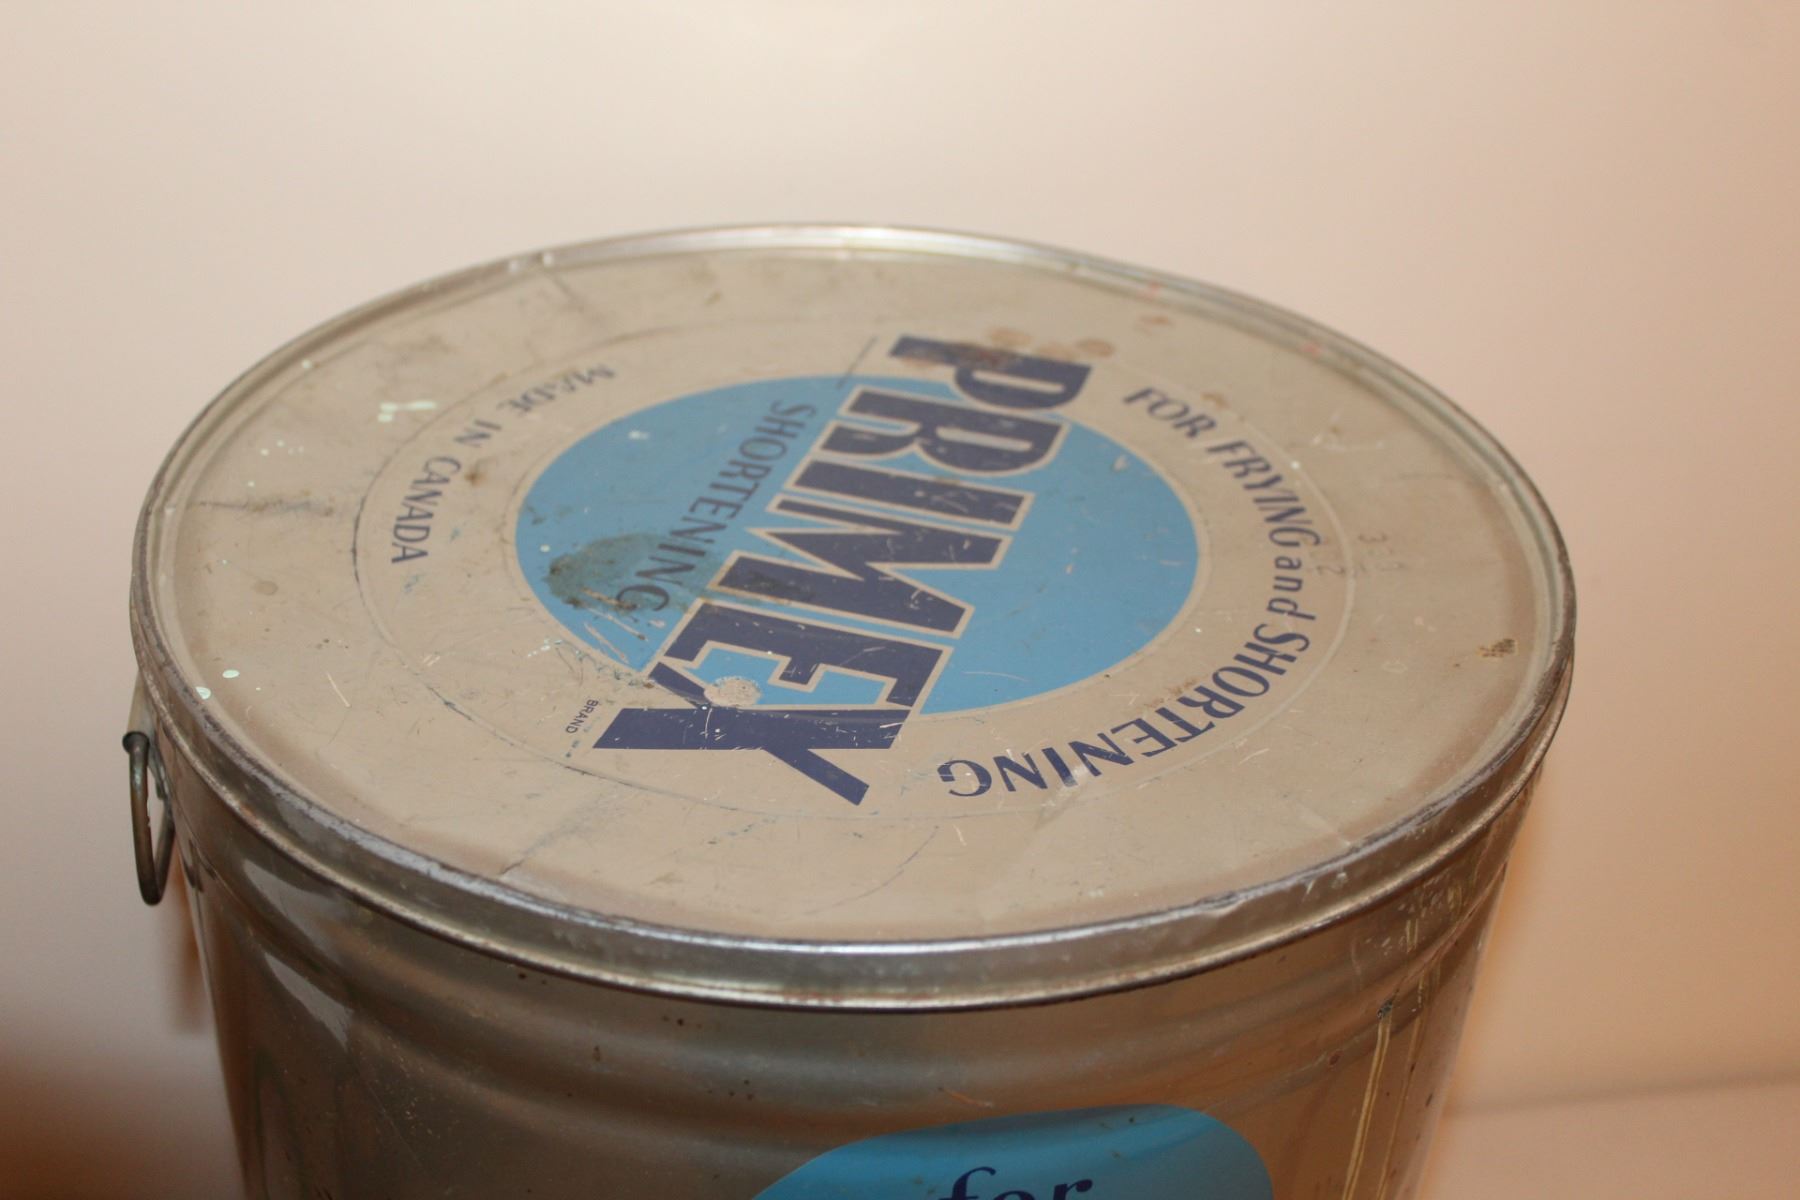 FOR FRYING and SHORTENING
PRIMEX
BRAND
SHORTENING
MADE IN CANADA
for